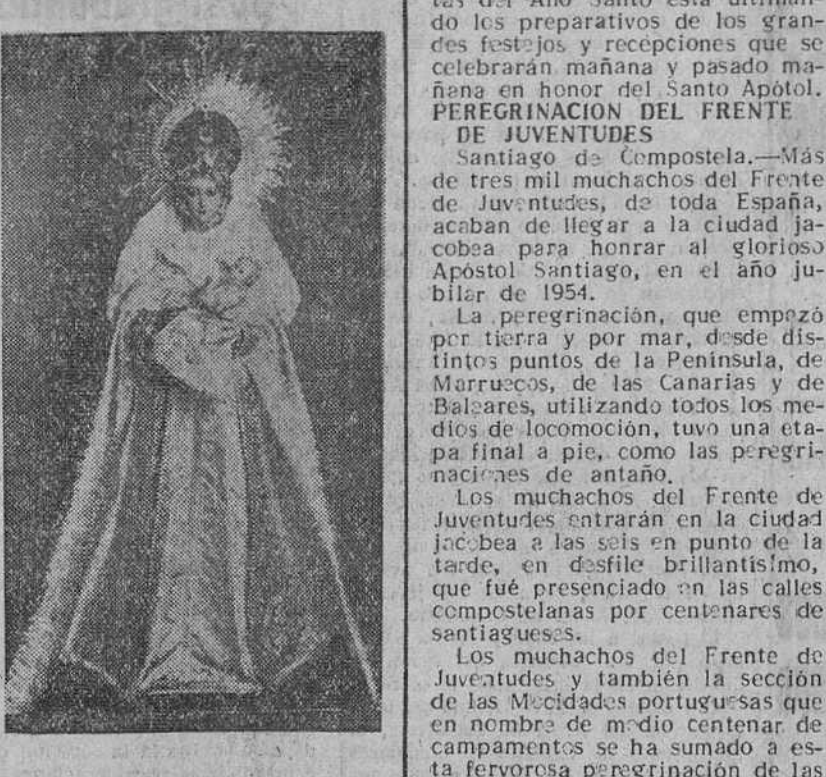 tas del Año Santo está ultiman-
do los preparativos de los gran-
des festejos y recepciones que se
celebrarán mañana y pasado ma-
ñana en honor del Santo Apótol.
PEREGRINACION DEL FRENTE
DE JUVENTUDES
Santiago de Compostela.—Más
de tres mil muchachos del Frente
de Juventudes, de toda España,
acaban de llegar a la ciudad ja-
cobea para honrar al glorioso
Apóstol Santiago, en el año ju-
bilar de 1954.
La peregrinación, que empezó
por tierra y por mar, desde dis-
tintos puntos de la Península, de
Marruecos, de las Canarias y de
Baleares, utilizando todos los me-
dios de locomoción, tuvo una eta-
pa final a pie, como las peregri-
naciones de antaño.
Los muchachos del Frente de
Juventudes entrarán en la ciudad
jacobea a las seis en punto de la
tarde, en desfile brillantísimo,
que fué presenciado en las calles
compostelanas por centenares de
santiagueses.
Los muchachos del Frente de
Juventudes y también la sección
de las Mocidades portuguesas que
en nombre de medio centenar de
campamentos se ha sumado a es-
ta fervorosa peregrinación de las